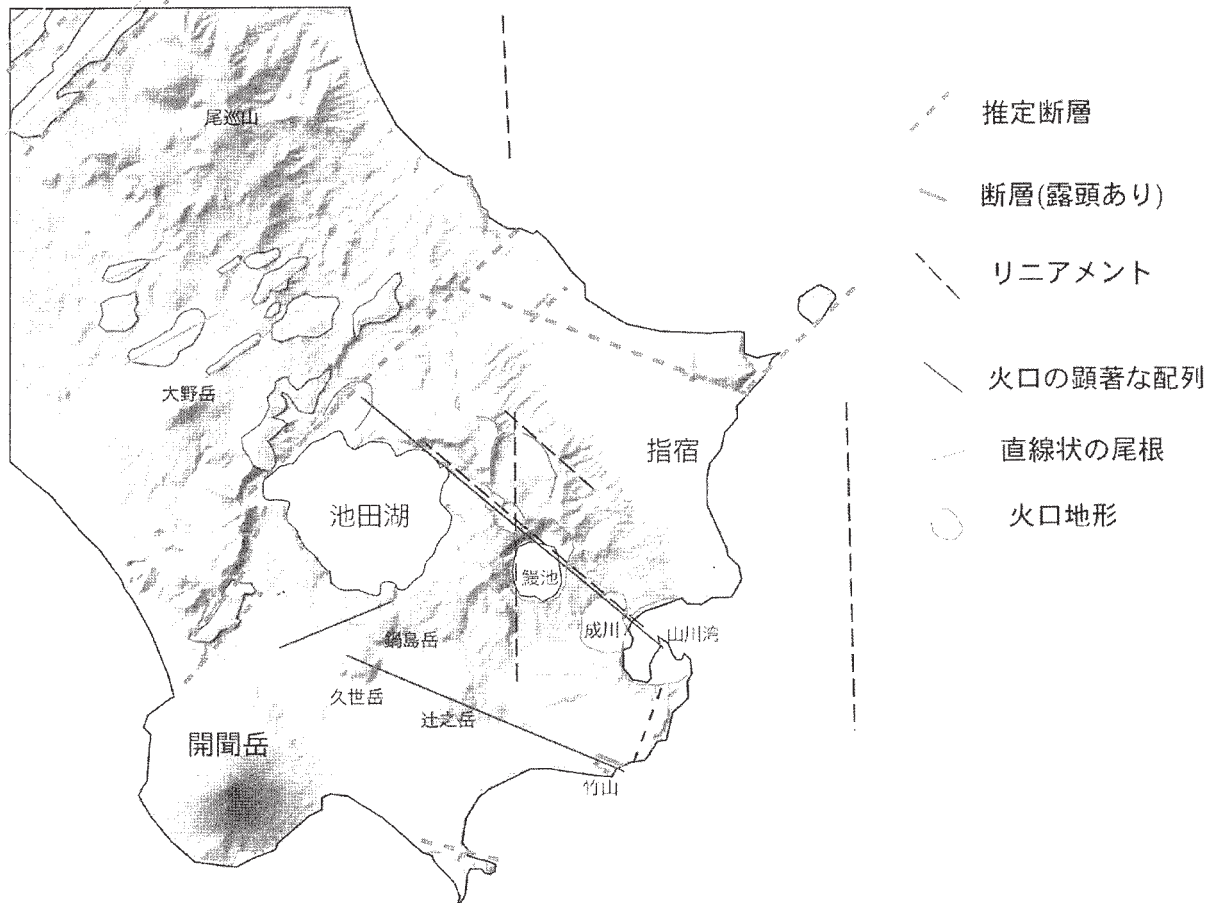 尾巡山
大野岳
池田湖
指宿
鰻池
成川
山川湾
鍋島岳
久世岳
辻之岳
開聞岳
竹山
推定断層
断層(露頭あり)
リニアメント
火口の顕著な配列
直線状の尾根
火口地形